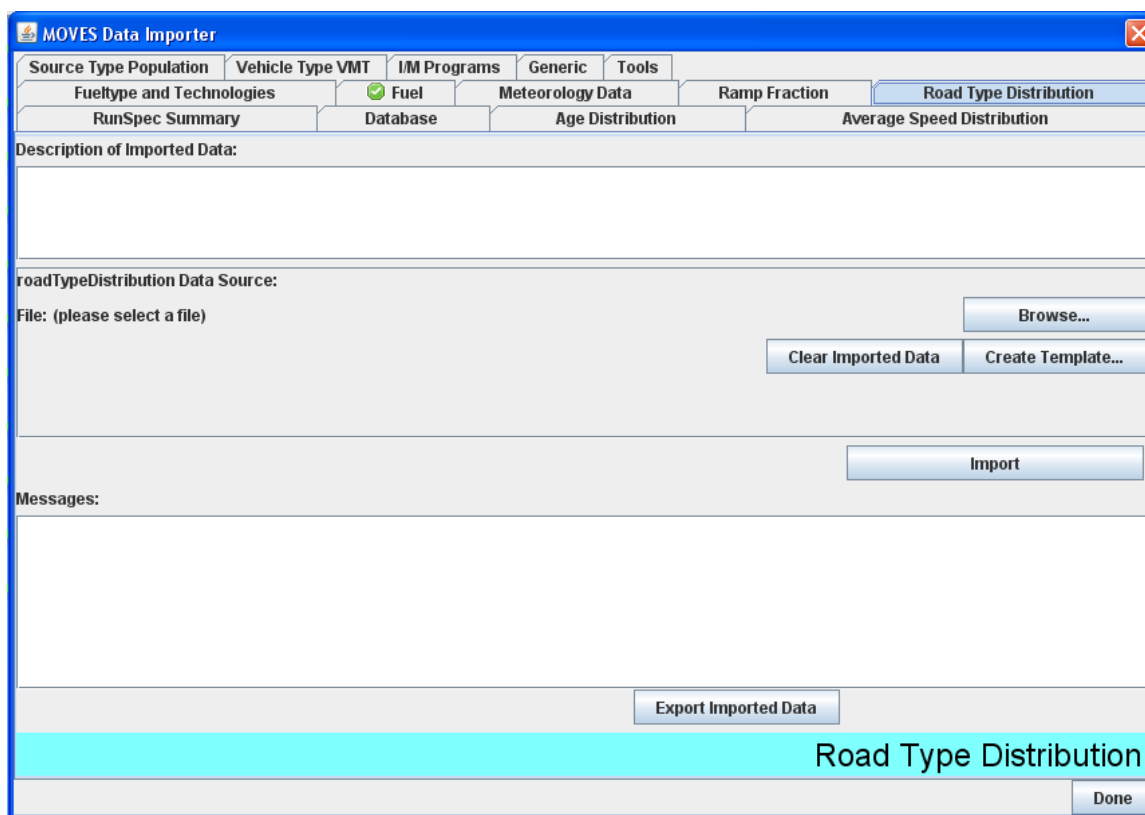 MOVES Data Importer
Source Type Population Vehicle Type VMT I/M Programs Generic Tools
Fueltype and Technologies Fuel Meteorology Data Ramp Fraction Road Type Distribution
RunSpec Summary Database Age Distribution Average Speed Distribution
Description of Imported Data:
roadTypeDistribution Data Source:
File: (please select a file) Browse...
Clear Imported Data Create Template...
Import
Messages:
Export Imported Data
Road Type Distribution
Done